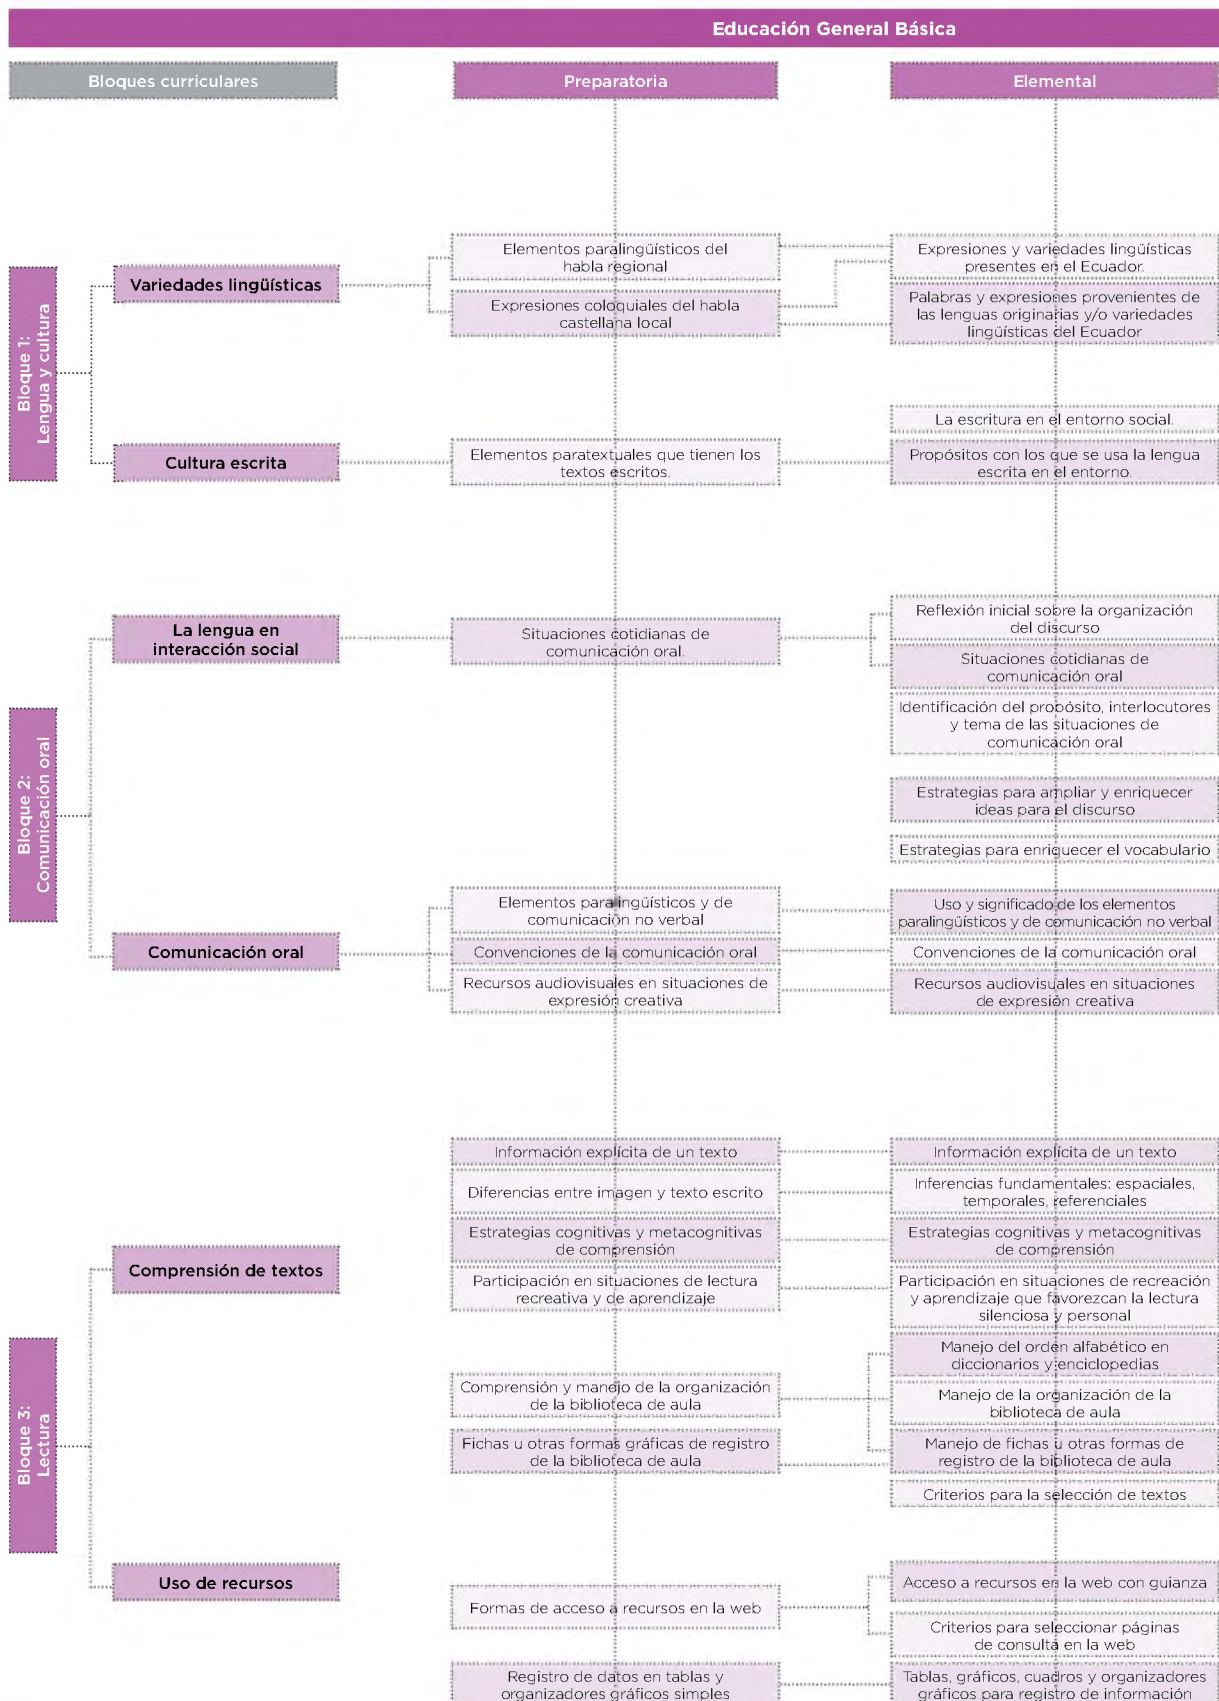 Educación General Básica
Bloques curriculares
Preparatoria
Elemental
Bloque 1:
Lengua y cultura
Variedades lingüísticas
Elementos paralingüísticos del
habla regional
Expresiones coloquiales del habla
castellana local
Expresiones y variedades lingüísticas
presentes en el Ecuador.
Palabras y expresiones provenientes de
las lenguas originarias y/o variedades
lingüísticas del Ecuador
Cultura escrita
Elementos paratextuales que tienen los
textos escritos.
La escritura en el entorno social.
Propósitos con los que se usa la lengua
escrita en el entorno.
Bloque 2:
Comunicación oral
La lengua en
interacción social
Situaciones cotidianas de
comunicación oral.
Reflexión inicial sobre la organización
del discurso
Situaciones cotidianas de
comunicación oral
Identificación del propósito, interlocutores
y tema de las situaciones de
comunicación oral
Estrategias para ampliar y enriquecer
ideas para el discurso
Estrategias para enriquecer el vocabulario
Comunicación oral
Elementos paralingüísticos y de
comunicación no verbal
Convenciones de la comunicación oral
Recursos audiovisuales en situaciones de
expresión creativa
Uso y significado de los elementos
paralingüísticos y de comunicación no verbal
Convenciones de la comunicación oral
Recursos audiovisuales en situaciones
de expresión creativa
Bloque 3:
Lectura
Comprensión de textos
Información explícita de un texto
Diferencias entre imagen y texto escrito
Estrategias cognitivas y metacognitivas
de comprensión
Participación en situaciones de lectura
recreativa y de aprendizaje
Información explícita de un texto
Inferencias fundamentales: espaciales,
temporales, referenciales
Estrategias cognitivas y metacognitivas
de comprensión
Participación en situaciones de recreación
y aprendizaje que favorezcan la lectura
silenciosa y personal
Comprensión y manejo de la organización
de la biblioteca de aula
Fichas u otras formas gráficas de registro
de la biblioteca de aula
Manejo del orden alfabético en
diccionarios y enciclopedias
Manejo de la organización de la
biblioteca de aula
Manejo de fichas u otras formas de
registro de la biblioteca de aula
Criterios para la selección de textos
Uso de recursos
Formas de acceso a recursos en la web
Acceso a recursos en la web con guianza
Criterios para seleccionar páginas
de consulta en la web
Registro de datos en tablas y
organizadores gráficos simples
Tablas, gráficos, cuadros y organizadores
gráficos para registro de información